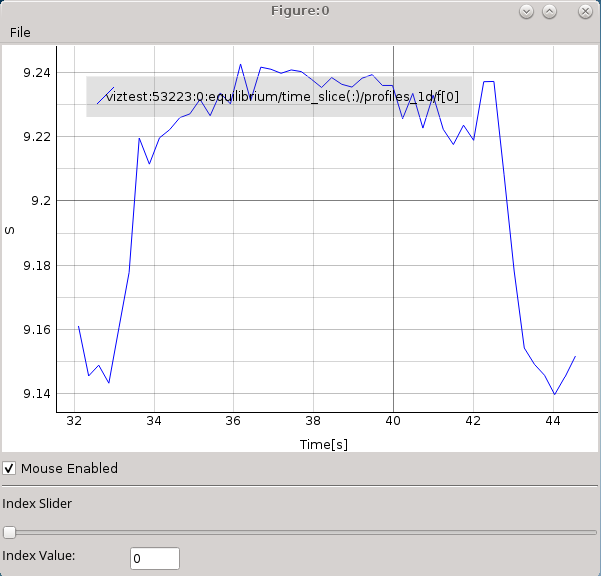 Figure:0
File
9.24
viztest:53223:0:equilibrium/time_slice(:)/profiles_1d/f[0]
9.22
9.2
S
9.18
9.16
9.14
32 34 36 38 40 42 44
Time[s]
Mouse Enabled
Index Slider
Index Value: 0